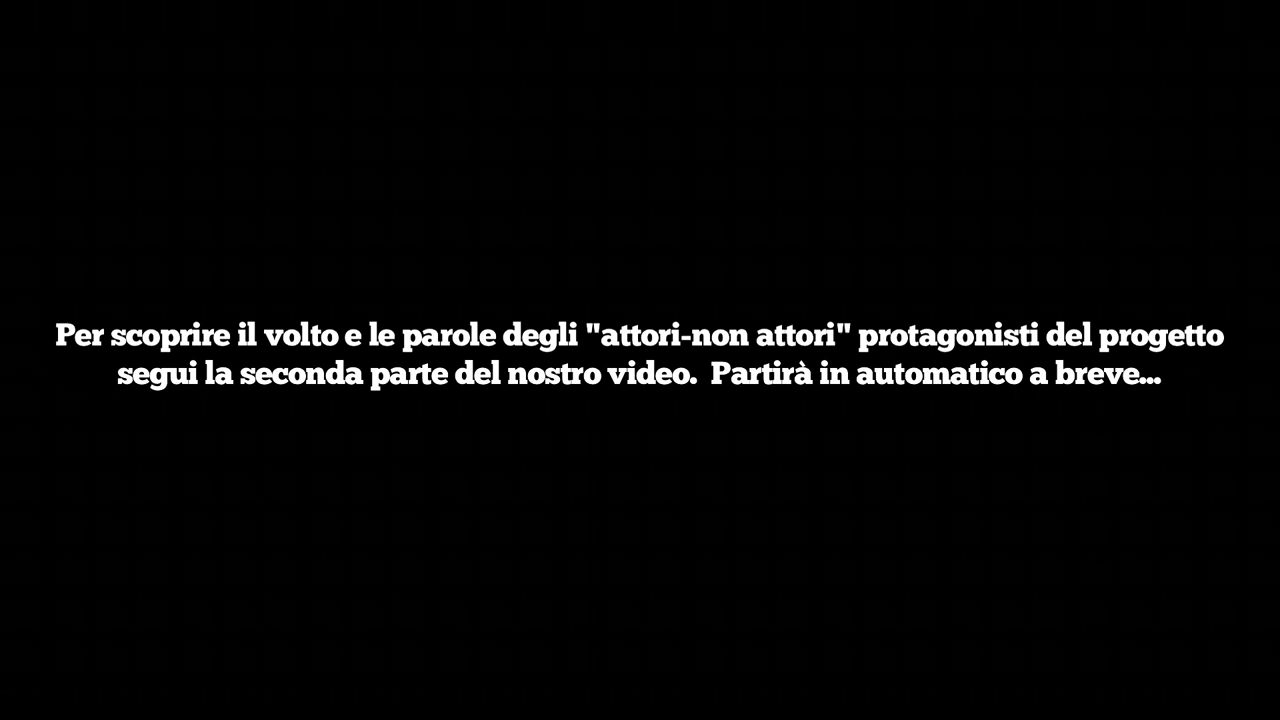 Per scoprire il volto e le parole degli "attori-non attori" protagonisti del progetto
segui la seconda parte del nostro video.  Partirà in automatico a breve...